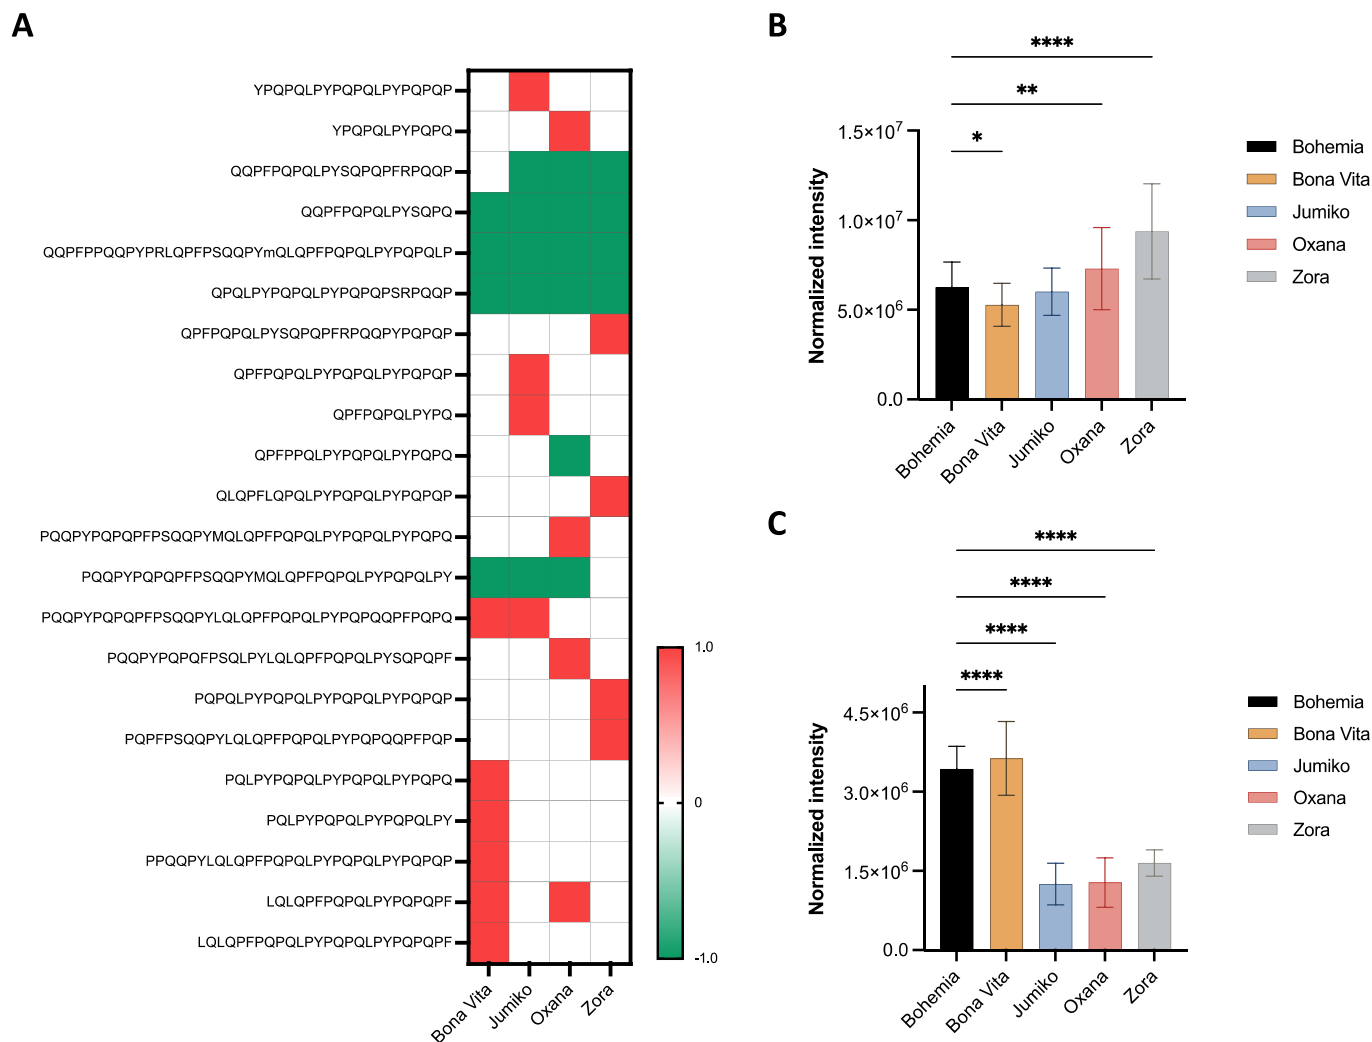 A
YPQPQLPYPQPQLPYPQPQP
YPQPQLPYPQPQ
QQPFPQPQLPYSQPQPFRPQQP
QQPFPQPQLPYSQPQ
QQPFPPQQPYPRLQPFPSQQPYmQLQPFPQPQLPYPQPQLP
QPQLPYPQPQLPYPQPQPSRPQQP
QPFPQPQLPYSQPQPFRPQQPYPQPQP
QPFPQPQLPYPQPQLPYPQPQP
QPFPQPQLPYPQ
QPFPPQLPYPQPQLPYPQPQ
QLQPFLQPQLPYPQPQLPYPQPQP
PQQPYPQPQPFPSQQPYMQLQPFPQPQLPYPQPQLPYPQPQ
PQQPYPQPQPFPSQQPYMQLQPFPQPQLPYPQPQLPY
PQQPYPQPQPFPSQQPYLQLQPFPQPQLPYPQPQQPFPQPQ
PQQPYPQPQFPSQLPYLQLQPFPQPQLPYSQPQPF
PQPQLPYPQPQLPYPQPQLPYPQPQP
PQPFPSQQPYLQLQPFPQPQLPYPQPQQPFPQP
PQLPYPQPQLPYPQPQLPYPQPQ
PQLPYPQPQLPYPQPQLPY
PPQQPYLQLQPFPQPQLPYPQPQLPYPQPQP
LQLQPFPQPQLPYPQPQPF
LQLQPFPQPQLPYPQPQLPYPQPQPF
Bona Vita
Jumiko
Oxana
Zora
1.0
0
-1.0
B
****
**
*
Normalized intensity
1.5×10⁷
1.0×10⁷
5.0×10⁶
0.0
Bohemia
Bona Vita
Jumiko
Oxana
Zora
Bohemia
Bona Vita
Jumiko
Oxana
Zora
C
****
****
****
****
Normalized intensity
4.5×10⁶
3.0×10⁶
1.5×10⁶
0.0
Bohemia
Bona Vita
Jumiko
Oxana
Zora
Bohemia
Bona Vita
Jumiko
Oxana
Zora